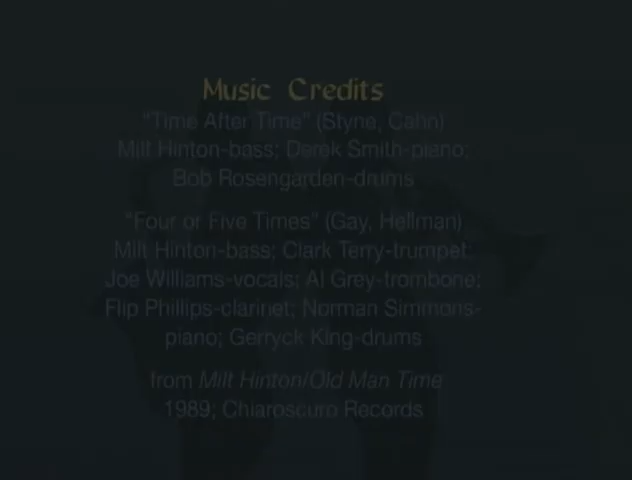 Music Credits
"Time After Time" (Styne, Cahn)
Milt Hinton-bass; Derek Smith-piano;
Bob Rosengarden-drums
"Four or Five Times" (Gay, Hellman)
Milt Hinton-bass; Clark Terry-trumpet;
Joe Williams-vocals; Al Grey-trombone;
Flip Phillips-clarinet; Norman Simmons-
piano; Gerryck King-drums
from Milt Hinton/Old Man Time
1989; Chiaroscuro Records